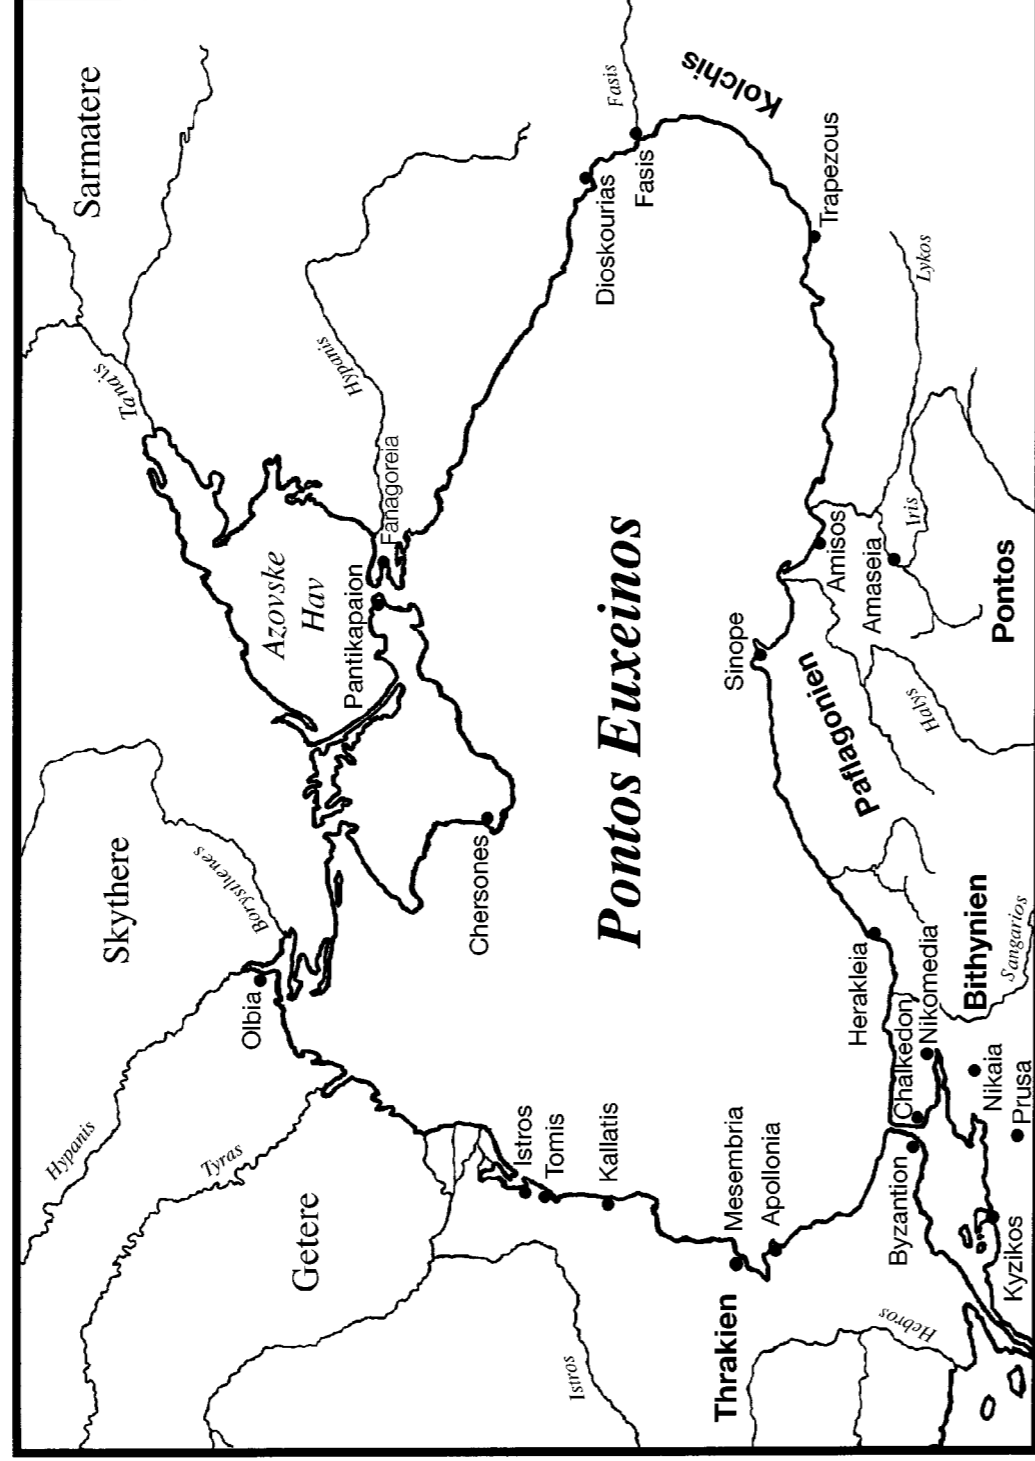 Sarmatere
Skythere
Getere
Tanais
Hypanis
Borysthenes
Hypanis
Tyras
Istros
Azovske
Hav
Fanagoreia
Pantikapaion
Chersones
Olbia
Istros
Tomis
Kallatis
Mesembria
Apollonia
Thrakien
Hebros
Byzantion
Kyzikos
Prusa
Nikaia
Nikomedia
Chalkedon
Bithynien
Sangarios
Herakleia
Paflagonien
Sinope
Halys
Pontos
Amaseia
Amisos
Iris
Lykos
Trapezous
Kolchis
Fasis
Fasis
Dioskourias
Pontos Euxeinos